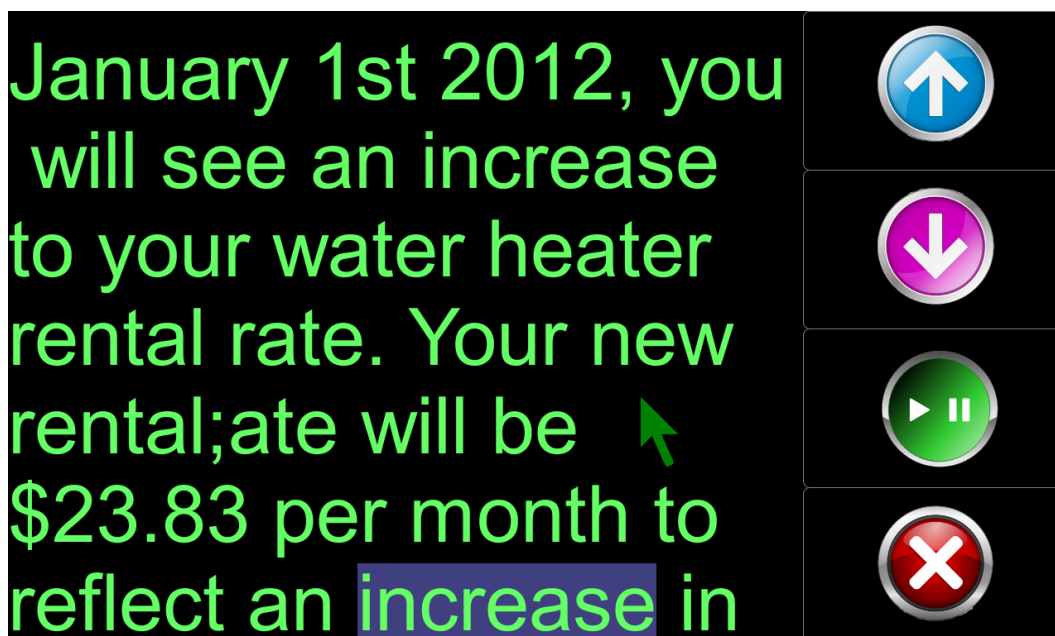 January 1st 2012, you
will see an increase
to your water heater
rental rate. Your new
rental;ate will be
$23.83 per month to
reflect an increase in